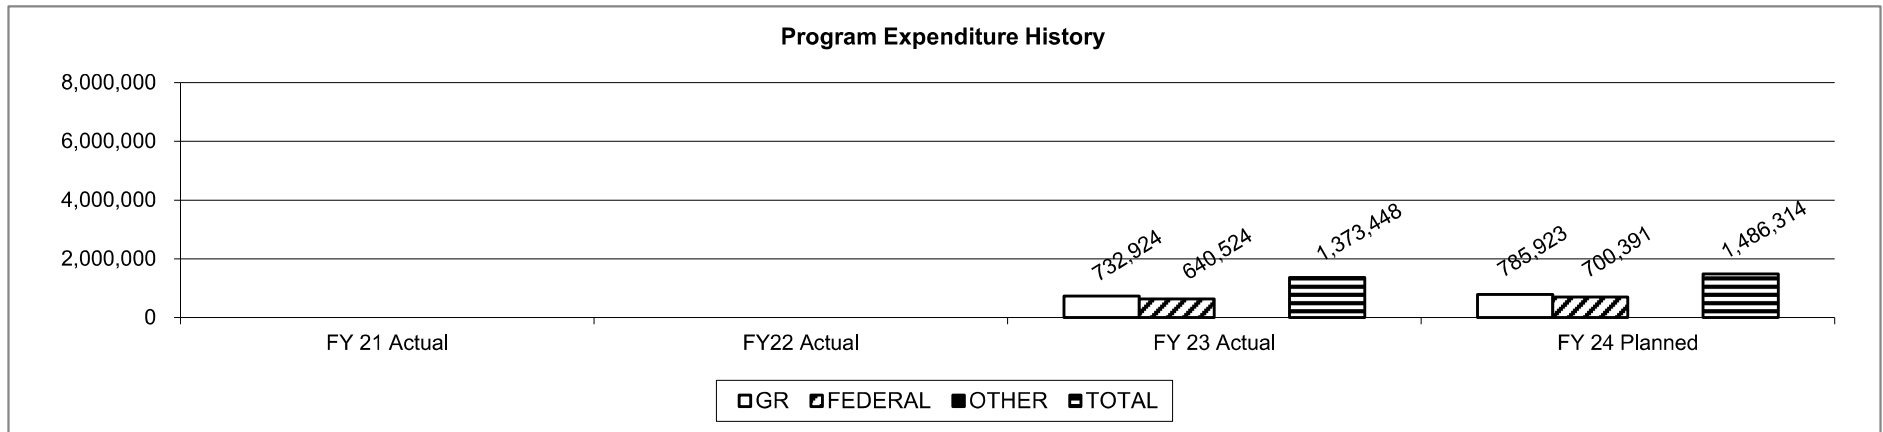 Program Expenditure History
8,000,000
6,000,000
4,000,000
2,000,000
0
732,924
640,524
1,373,448
785,923
700,391
1,486,314
FY 21 Actual
FY22 Actual
FY 23 Actual
FY 24 Planned
GR FEDERAL OTHER TOTAL